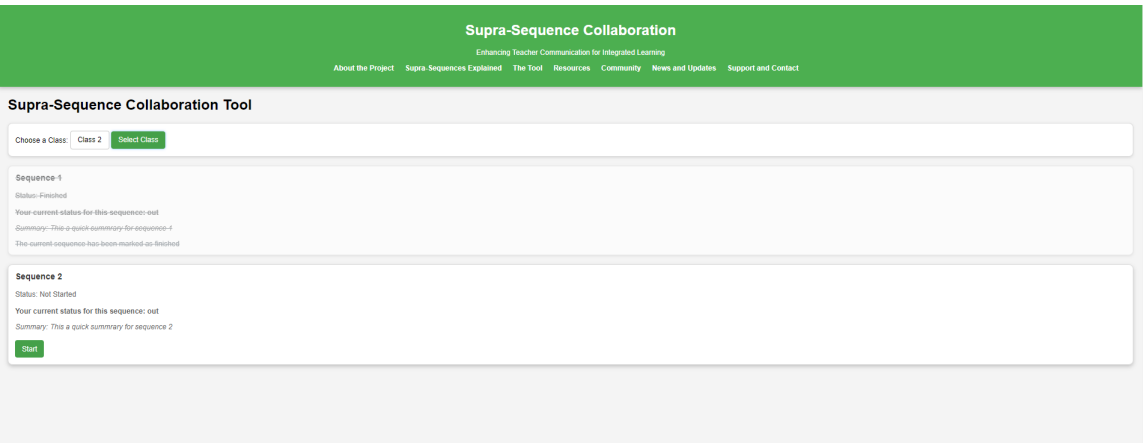 Supra-Sequence Collaboration
Enhancing Teacher Communication for Integrated Learning
About the Project Supra-Sequences Explained The Tool Resources Community News and Updates Support and Contact
Supra-Sequence Collaboration Tool
Choose a Class: Class 2 Select Class
Sequence 1
Status: Finished
Your current status for this sequence: out
Summary: This a quick summrary for sequence 1
The current sequence has been marked as finished
Sequence 2
Status: Not Started
Your current status for this sequence: out
Summary: This a quick summrary for sequence 2
Start